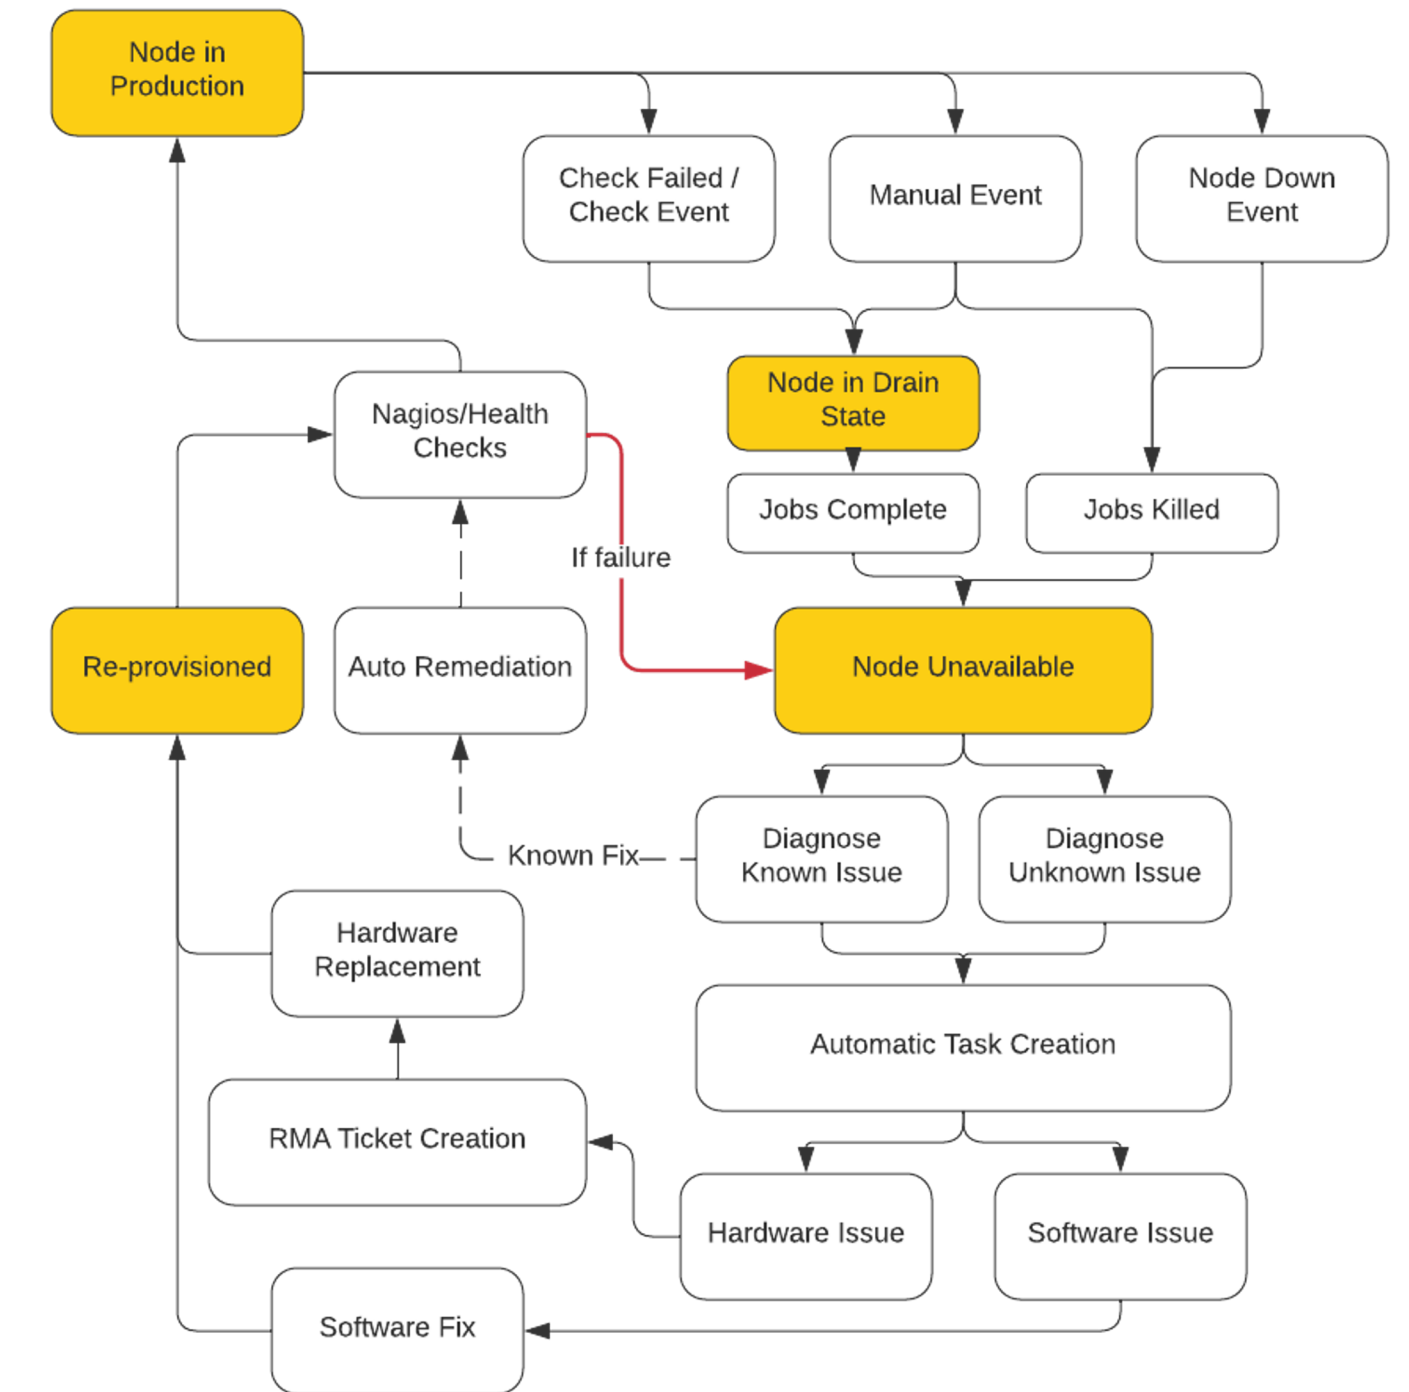 Node in
Production
Check Failed /
Check Event
Manual Event
Node Down
Event
Node in Drain
State
Nagios/Health
Checks
Jobs Complete
Jobs Killed
If failure
Re-provisioned
Auto Remediation
Node Unavailable
Diagnose
Known Issue
Diagnose
Unknown Issue
Known Fix
Hardware
Replacement
Automatic Task Creation
RMA Ticket Creation
Hardware Issue
Software Issue
Software Fix